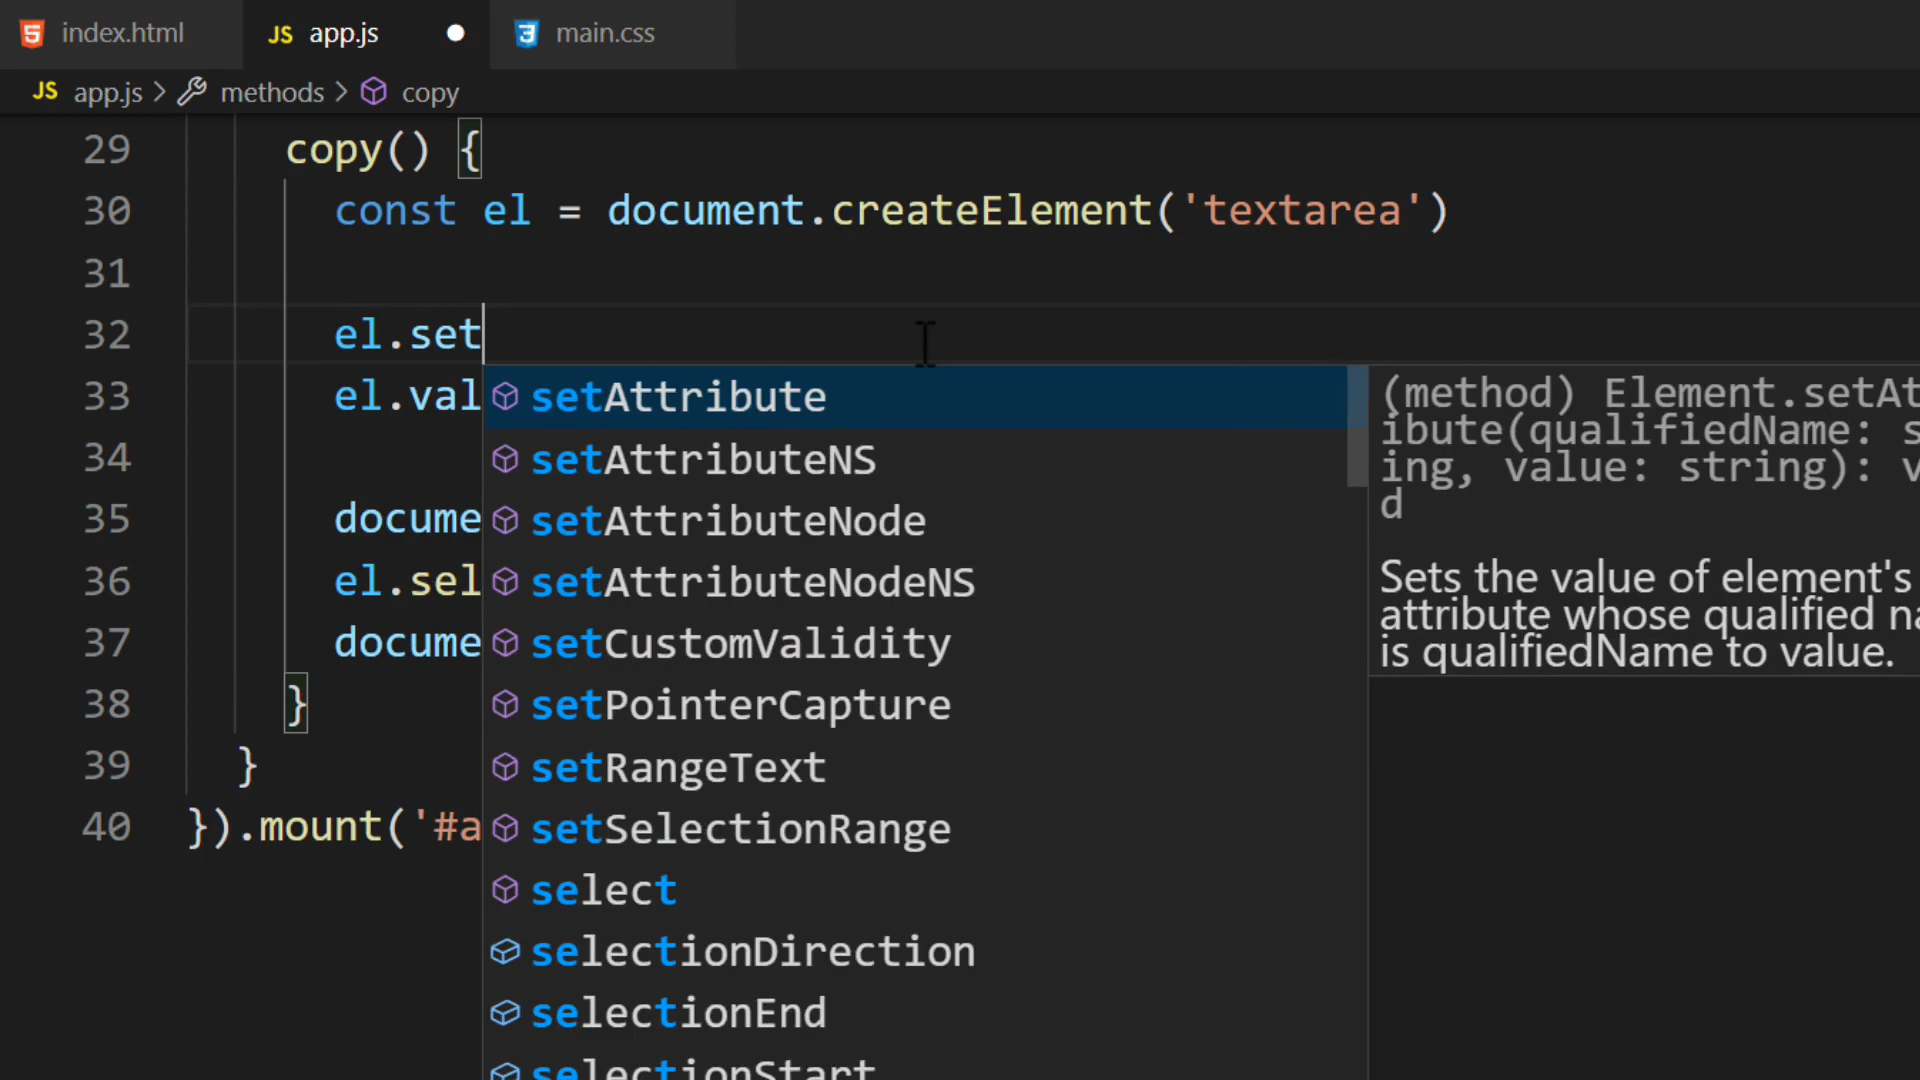 index.html JS app.js main.css
JS app.js > methods > copy
29 copy() {
30 const el = document.createElement('textarea')
31
32 el.set
33 el.val
34
35 docume
36 el.sel
37 docume
38 }
39 }
40 }).mount('#a
setAttribute
setAttributeNS
setAttributeNode
setAttributeNodeNS
setCustomValidity
setPointerCapture
setRangeText
setSelectionRange
select
selectionDirection
selectionEnd
selectionStart
(method) Element.setAt
ibute(qualifiedName: s
ing, value: string): v
d
Sets the value of element's
attribute whose qualified na
is qualifiedName to value.